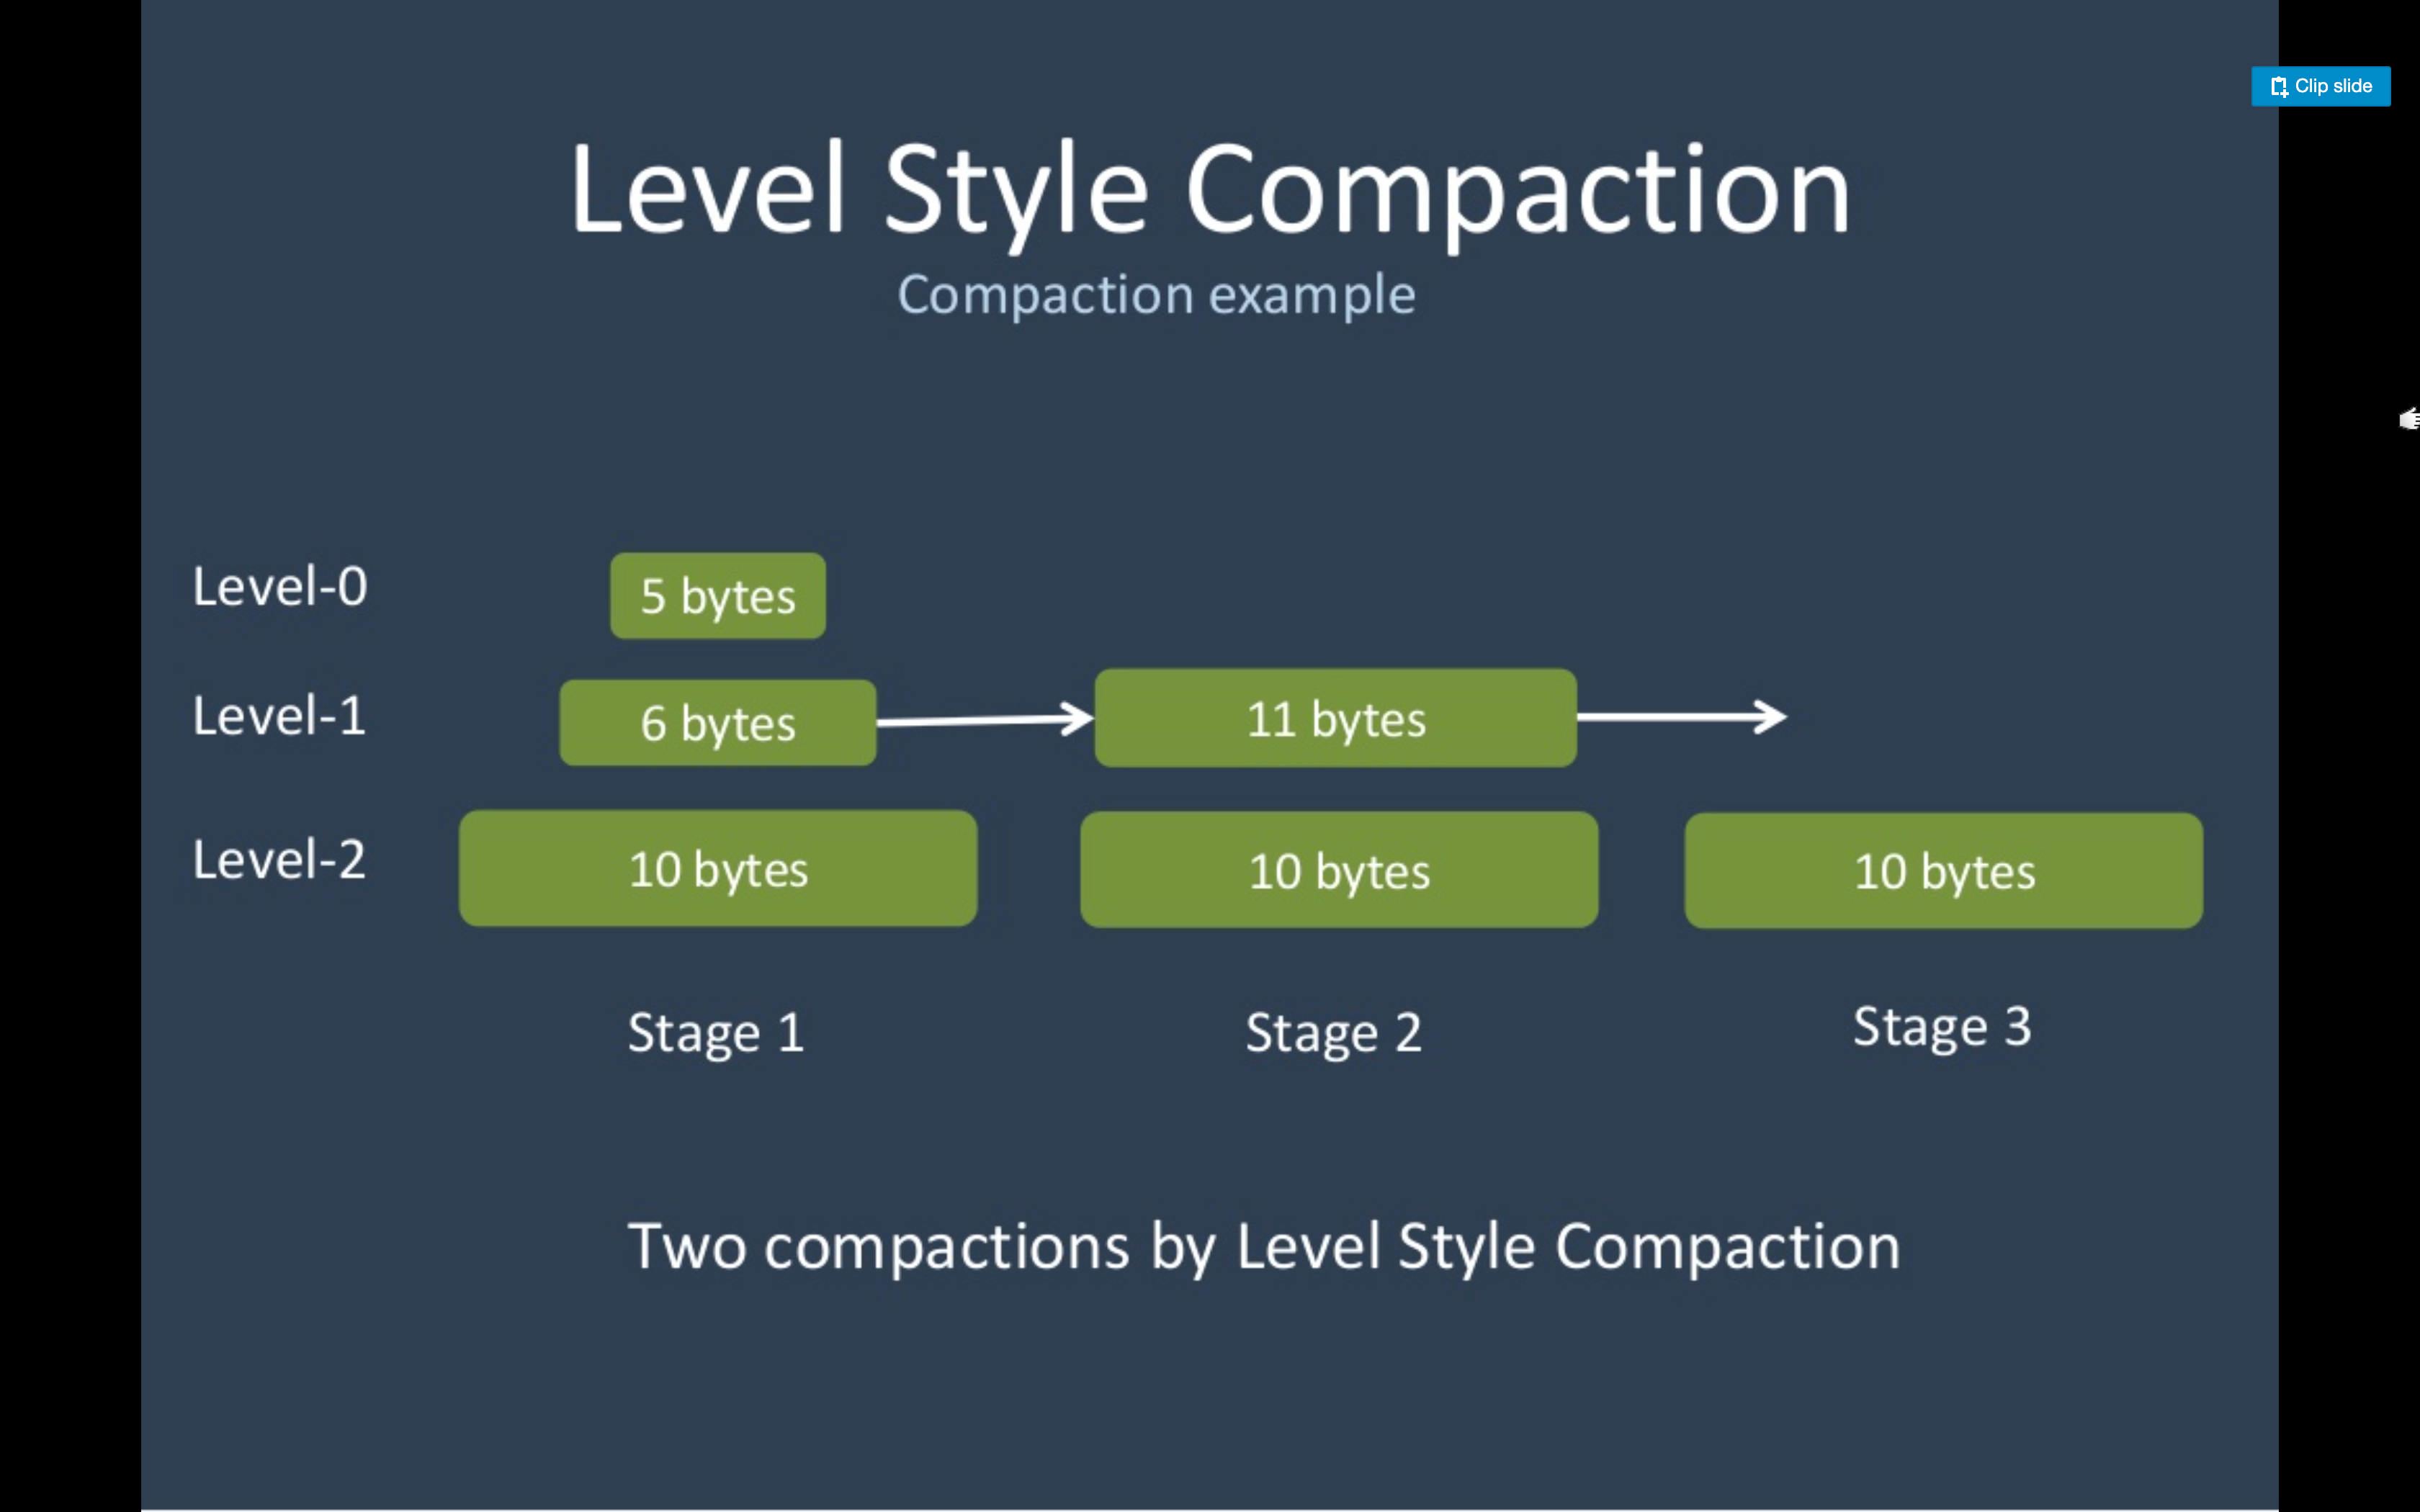 Clip slide
Level Style Compaction
Compaction example
Level-0 5 bytes
Level-1 6 bytes 11 bytes
Level-2 10 bytes 10 bytes 10 bytes
Stage 1 Stage 2 Stage 3
Two compactions by Level Style Compaction